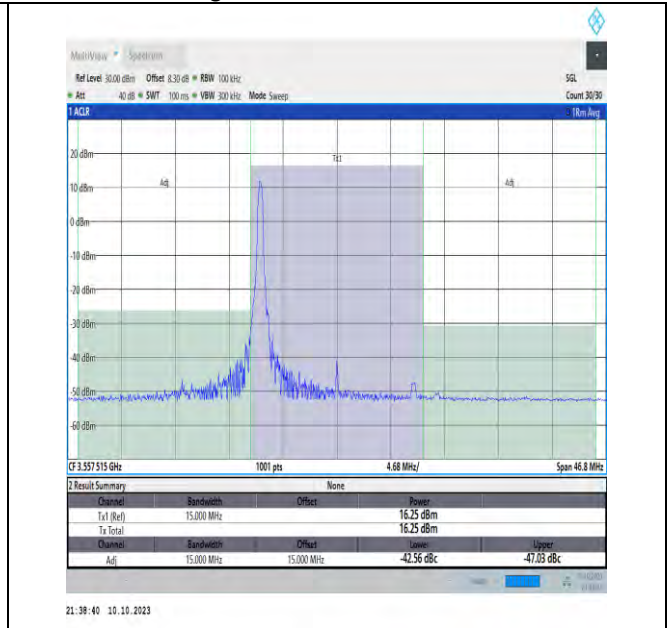 MultiView Spectrum
Ref Level 30.00 dBm Offset 8.30 dB RBW 100 kHz SGL
Att 40 dB SWT 100 ms VBW 300 kHz Mode Sweep Count 30/30
1 ACLR 1Rm Avg
20 dBm
Tx1
10 dBm Adj Adj
0 dBm
-10 dBm
-20 dBm
-30 dBm
-40 dBm
-50 dBm
-60 dBm
CF 3.557 515 GHz 1001 pts 4.68 MHz/ Span 46.8 MHz
2 Result Summary None
Channel Bandwidth Offset Power
Tx1 (Ref) 15.000 MHz 16.25 dBm
Tx Total 16.25 dBm
Channel Bandwidth Offset Lower Upper
Adj 15.000 MHz 15.000 MHz -42.56 dBc -47.03 dBc
21:38:40 10.10.2023